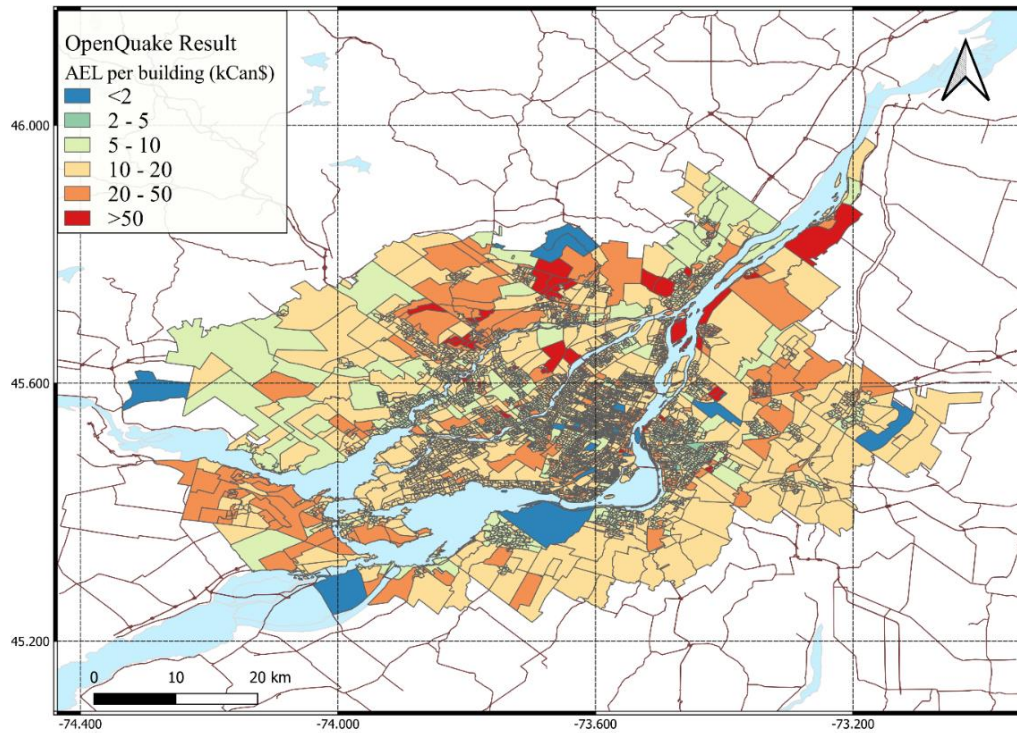 OpenQuake Result
AEL per building (kCan$)
<2
2 - 5
5 - 10
10 - 20
20 - 50
>50
46.000
45.600
45.200
0 10 20 km
-74.400 -74.000 -73.600 -73.200